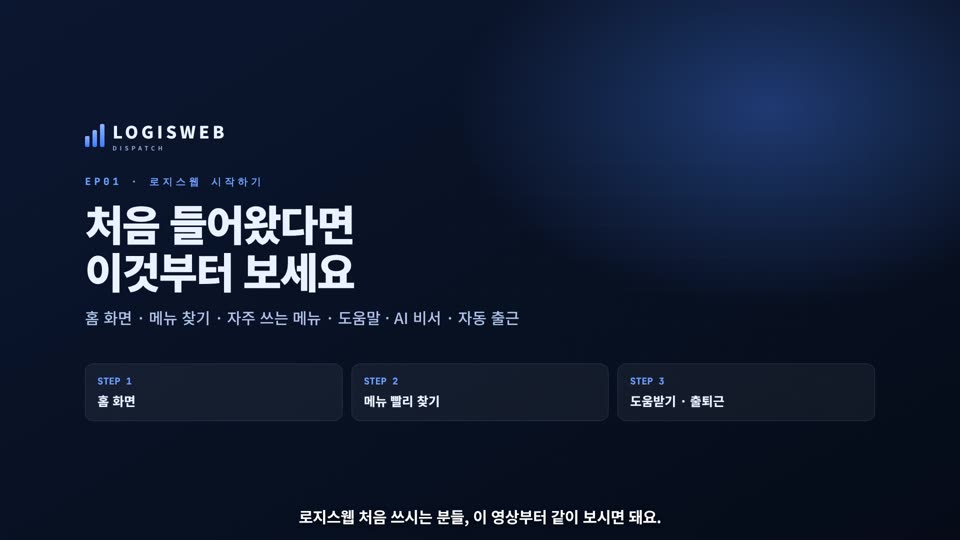 LOGISWEB
DISPATCH
EP01 · 로지스웹 시작하기
처음 들어왔다면
이것부터 보세요
홈 화면 · 메뉴 찾기 · 자주 쓰는 메뉴 · 도움말 · AI 비서 · 자동 출근
STEP 1
홈 화면
STEP 2
메뉴 빨리 찾기
STEP 3
도움받기 · 출퇴근
로지스웹 처음 쓰시는 분들, 이 영상부터 같이 보시면 돼요.